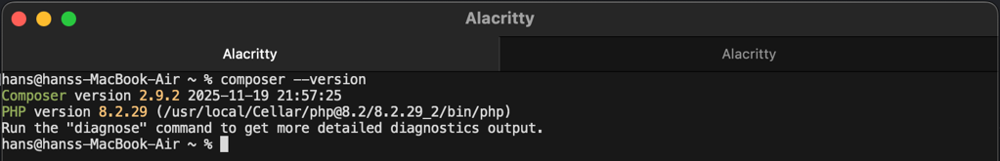 Alacritty
Alacritty Alacritty
hans@hanss-MacBook-Air ~ % composer --version
Composer version 2.9.2 2025-11-19 21:57:25
PHP version 8.2.29 (/usr/local/Cellar/php@8.2/8.2.29_2/bin/php)
Run the "diagnose" command to get more detailed diagnostics output.
hans@hanss-MacBook-Air ~ %